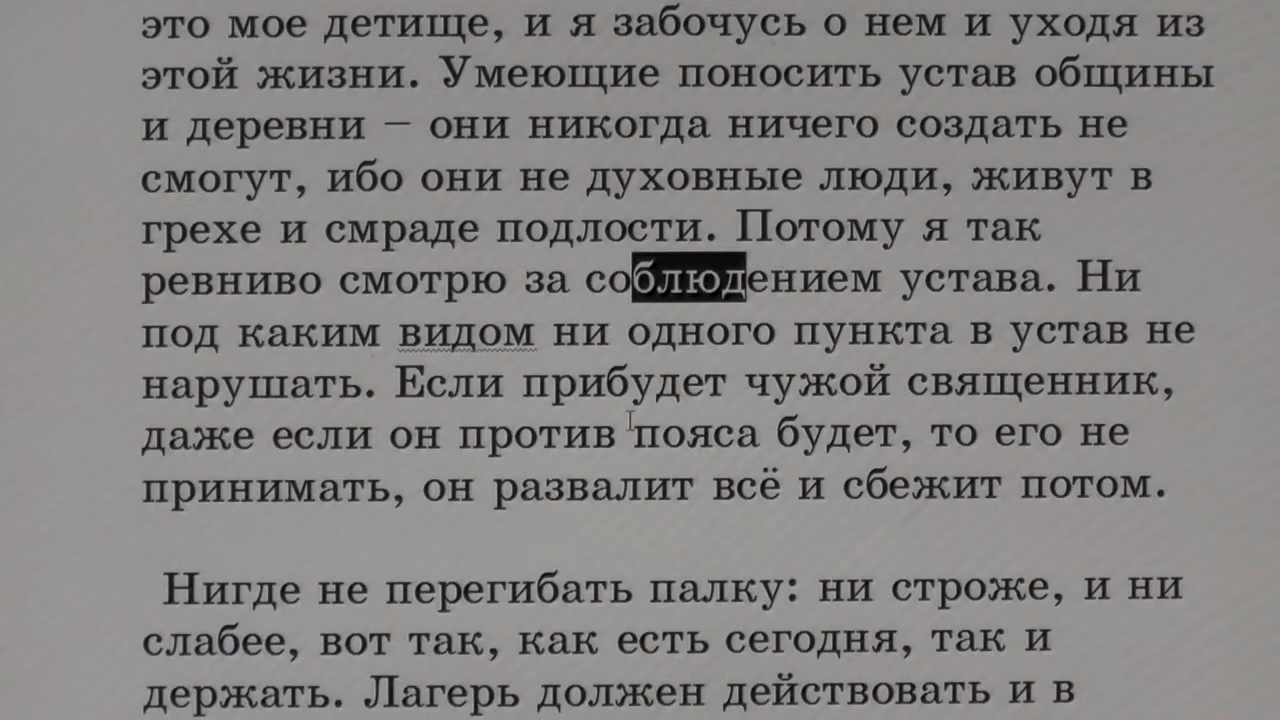 это мое детище, и я забочусь о нем и уходя из
этой жизни. Умеющие поносить устав общины
и деревни – они никогда ничего создать не
смогут, ибо они не духовные люди, живут в
грехе и смраде подлости. Потому я так
ревниво смотрю за соблюдением устава. Ни
под каким видом ни одного пункта в устав не
нарушать. Если прибудет чужой священник,
даже если он против пояса будет, то его не
принимать, он развалит всё и сбежит потом.
Нигде не перегибать палку: ни строже, и ни
слабее, вот так, как есть сегодня, так и
держать. Лагерь должен действовать и в